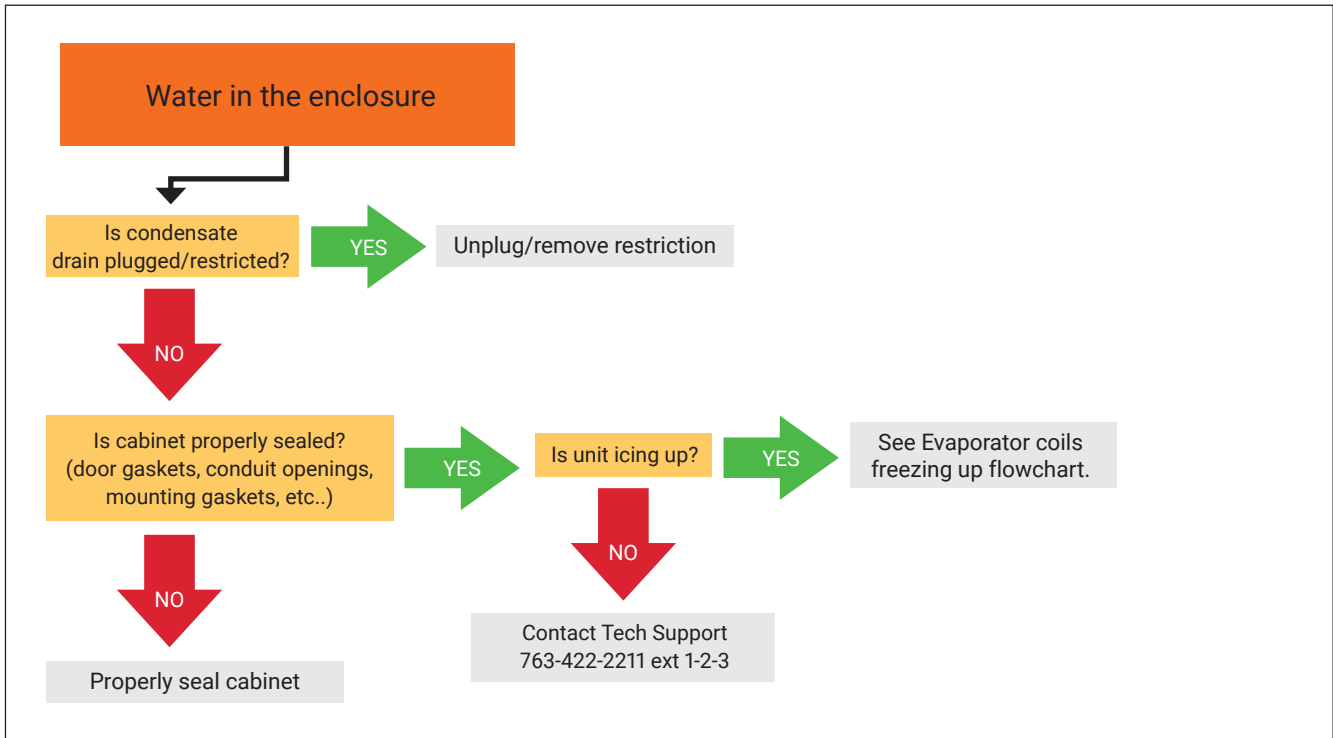 Water in the enclosure
Is condensate
drain plugged/restricted?
YES
Unplug/remove restriction
NO
Is cabinet properly sealed?
(door gaskets, conduit openings,
mounting gaskets, etc..)
YES
Is unit icing up?
YES
See Evaporator coils
freezing up flowchart.
NO
NO
Contact Tech Support
763-422-2211 ext 1-2-3
Properly seal cabinet